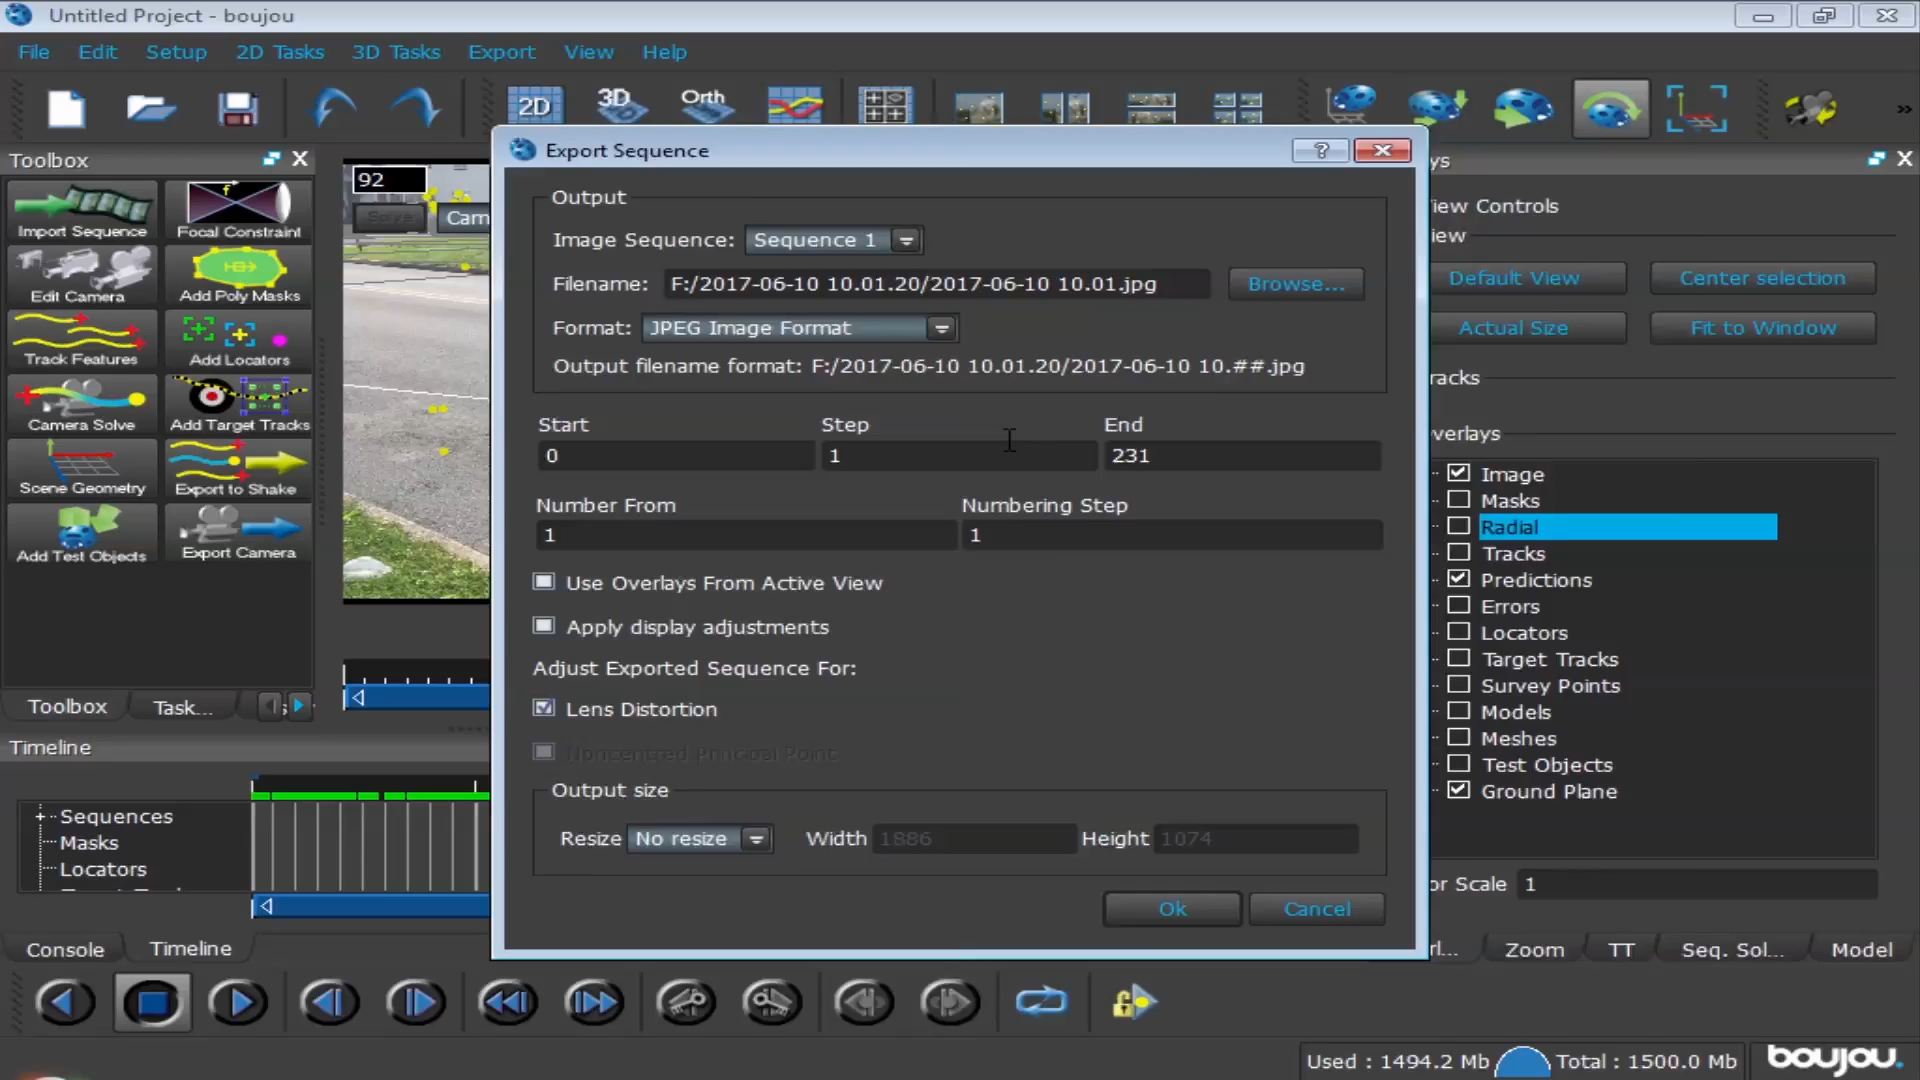 Untitled Project - boujou
File Edit Setup 2D Tasks 3D Tasks Export View Help
2D 3D Orth
Toolbox
Import Sequence
Focal Constraint
Edit Camera
Add Poly Masks
Track Features
Add Locators
Camera Solve
Add Target Tracks
Scene Geometry
Export to Shake
Add Test Objects
Export Camera
Toolbox Task...
92
Save Cam
Export Sequence
Output
Image Sequence: Sequence 1
Filename: F:/2017-06-10 10.01.20/2017-06-10 10.01.jpg Browse...
Format: JPEG Image Format
Output filename format: F:/2017-06-10 10.01.20/2017-06-10 10.##.jpg
Start Step End
0 1 231
Number From Numbering Step
1 1
Use Overlays From Active View
Apply display adjustments
Adjust Exported Sequence For:
Lens Distortion
Noncentred Principal Point
Output size
Resize No resize Width 1886 Height 1074
Ok Cancel
ys
iew Controls
iew
Default View Center selection
Actual Size Fit to Window
racks
verlays
Image
Masks
Radial
Tracks
Predictions
Errors
Locators
Target Tracks
Survey Points
Models
Meshes
Test Objects
Ground Plane
or Scale 1
rl... Zoom TT Seq. Sol... Model
Timeline
Sequences
Masks
Locators
Console Timeline
Used : 1494.2 Mb Total : 1500.0 Mb boujou.